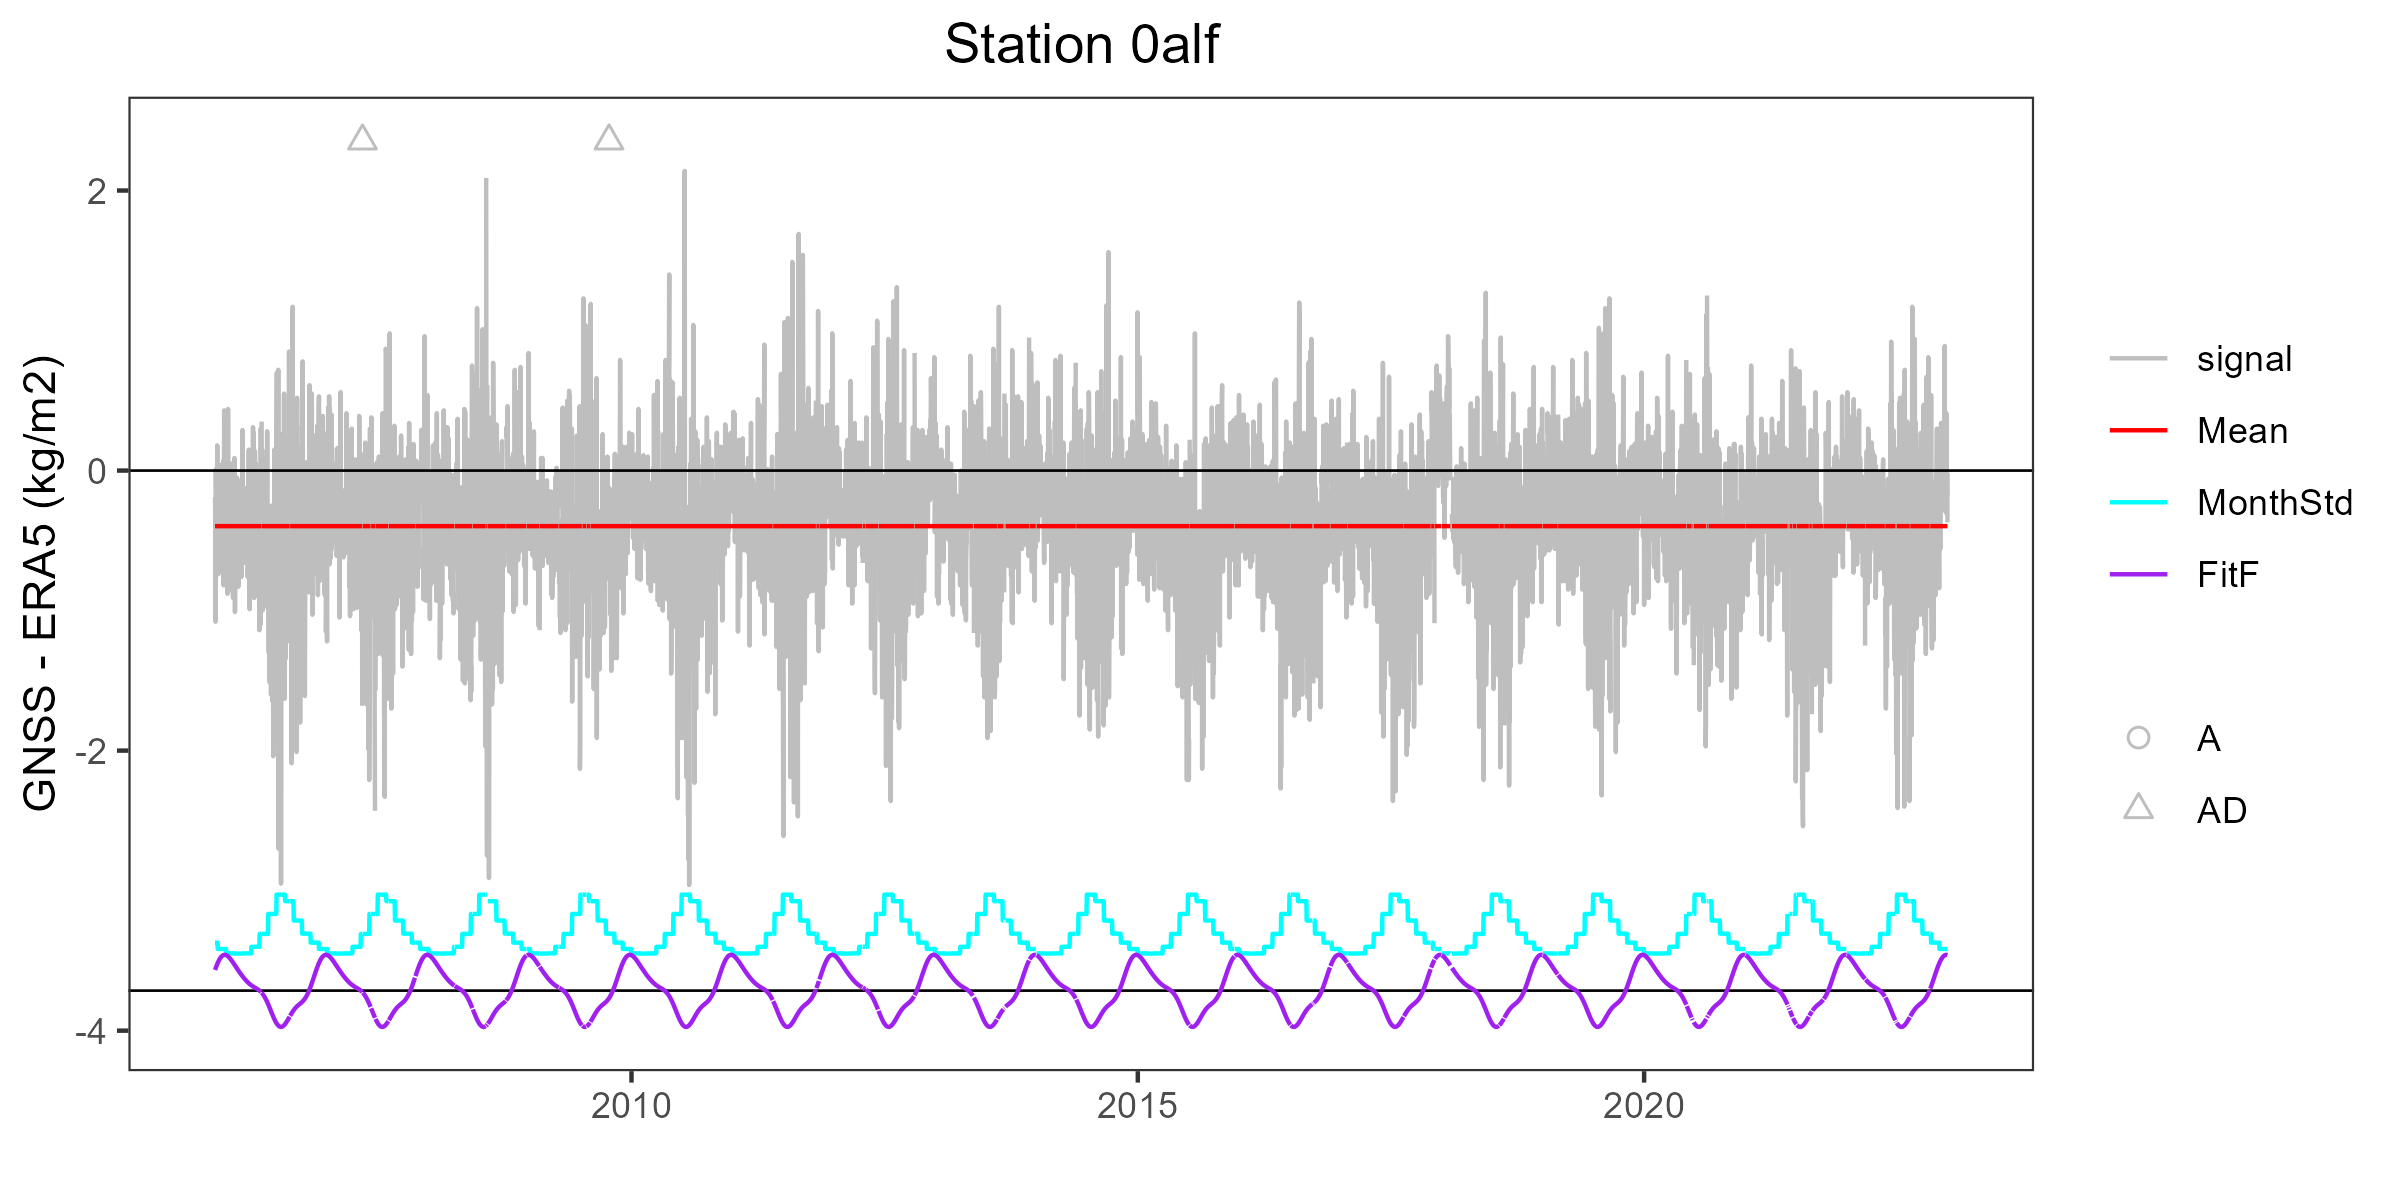 Station 0alf
GNSS - ERA5 (kg/m2)
2
0
-2
-4
2010
2015
2020
signal
Mean
MonthStd
FitF
A
AD